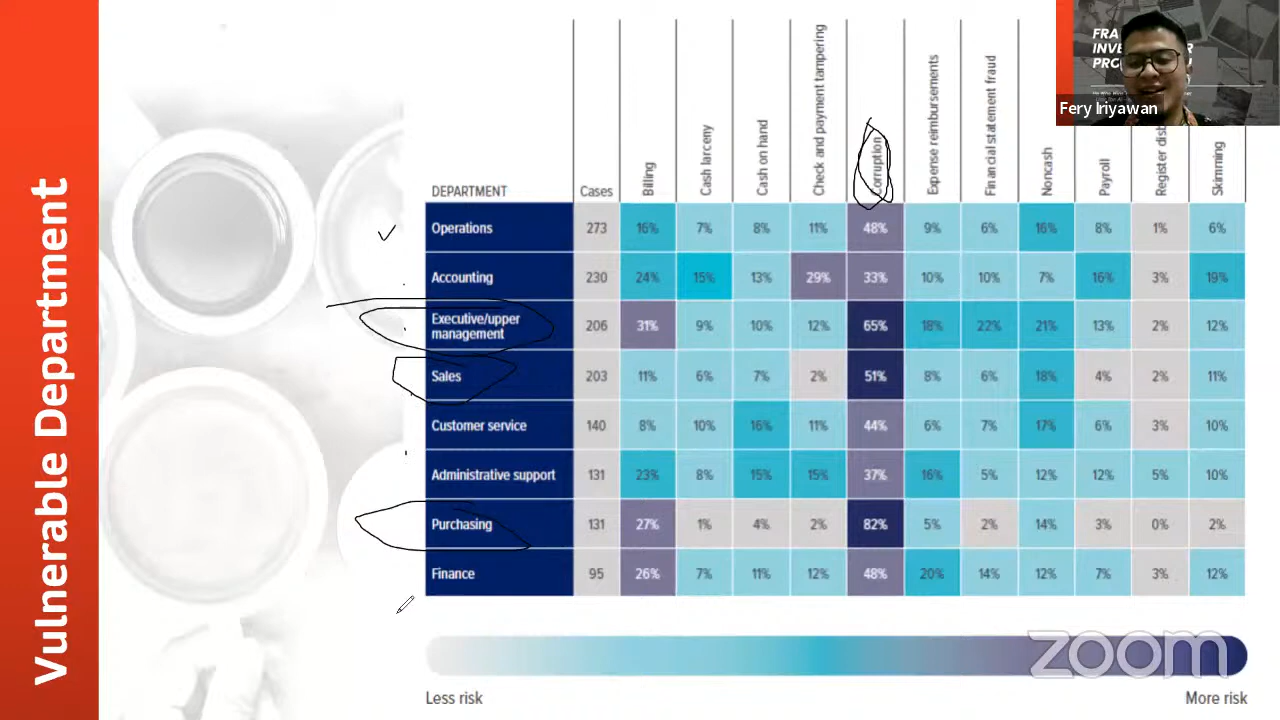 Vulnerable Department
FRA
INVE R
PRO
Fery Iriyawan
DEPARTMENT Cases Billing Cash larceny Cash on hand Check and payment tampering Corruption Expense reimbursements Financial statement fraud Noncash Payroll Register disb Skimming
Operations 273 16% 7% 8% 11% 48% 9% 6% 16% 8% 1% 6%
Accounting 230 24% 15% 13% 29% 33% 10% 10% 7% 16% 3% 19%
Executive/upper
management 206 31% 9% 10% 12% 65% 18% 22% 21% 13% 2% 12%
Sales 203 11% 6% 7% 2% 51% 8% 6% 18% 4% 2% 11%
Customer service 140 8% 10% 16% 11% 44% 6% 7% 17% 6% 3% 10%
Administrative support 131 23% 8% 15% 15% 37% 16% 5% 12% 12% 5% 10%
Purchasing 131 27% 1% 4% 2% 82% 5% 2% 14% 3% 0% 2%
Finance 95 26% 7% 11% 12% 48% 20% 14% 12% 7% 3% 12%
zoom
Less risk More risk